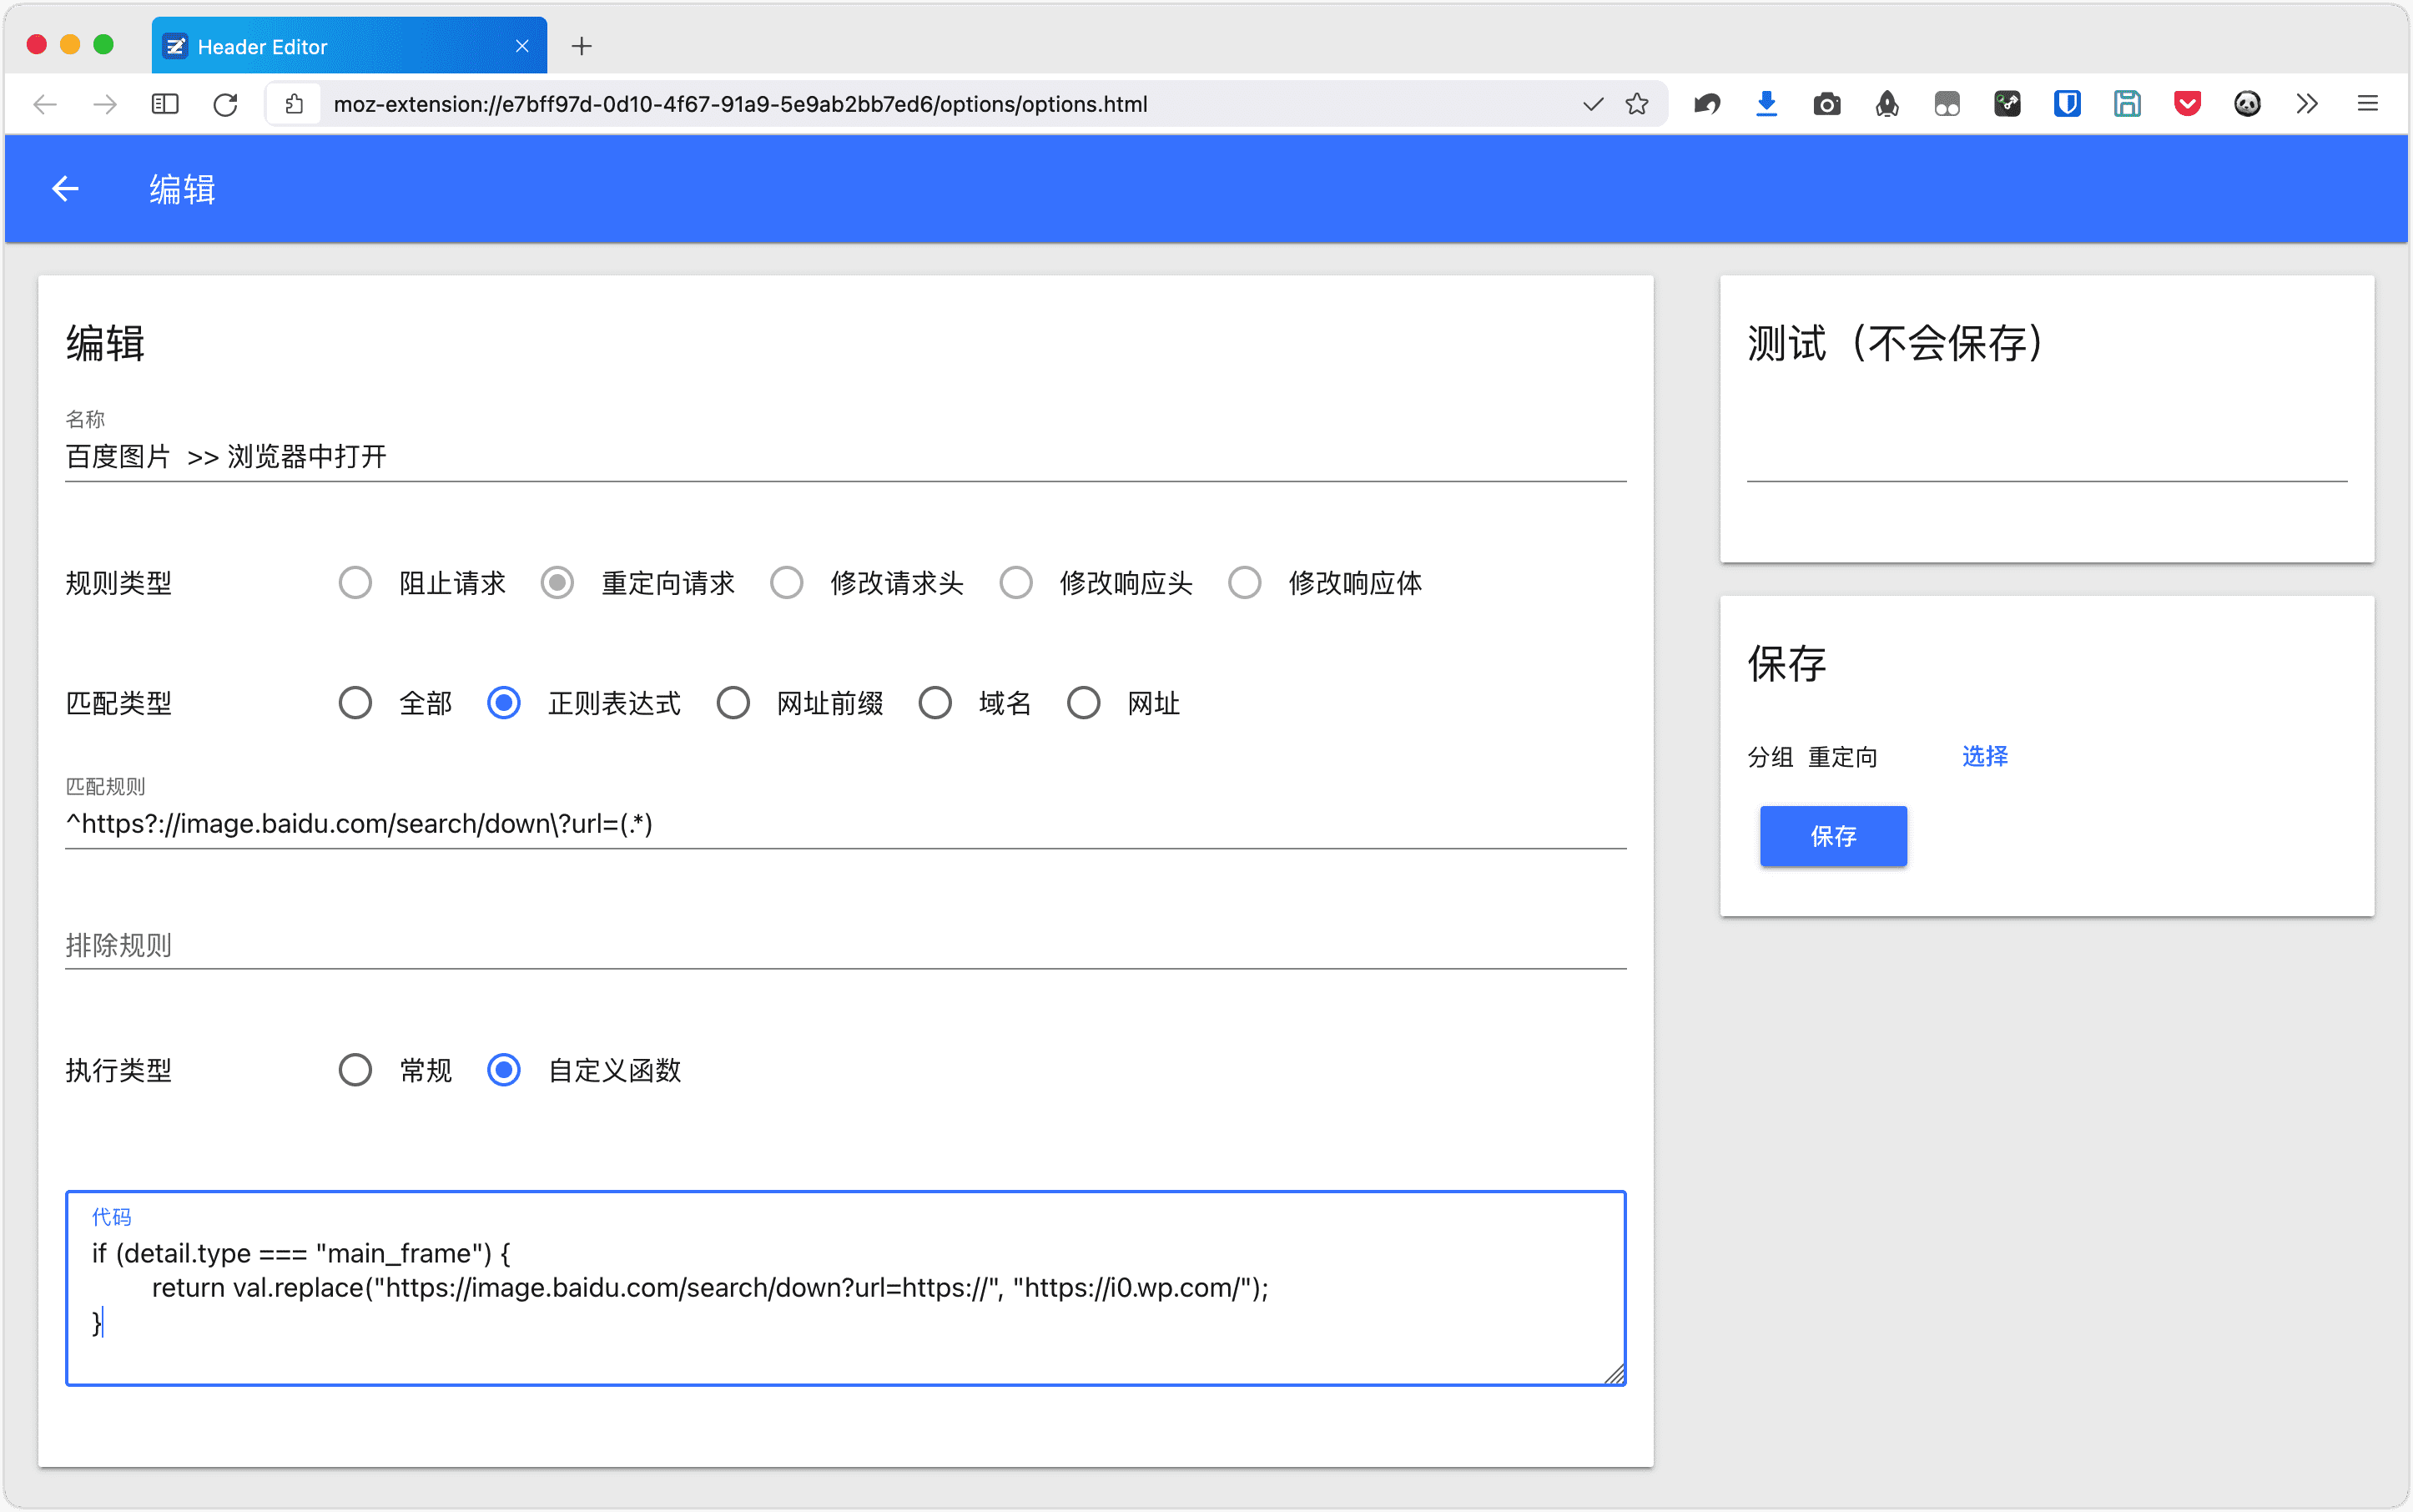 Header Editor
moz-extension://e7bff97d-0d10-4f67-91a9-5e9ab2bb7ed6/options/options.html
编辑
编辑
名称
百度图片 >> 浏览器中打开
规则类型 阻止请求 重定向请求 修改请求头 修改响应头 修改响应体
匹配类型 全部 正则表达式 网址前缀 域名 网址
匹配规则
^https?://image.baidu.com/search/down\?url=(.*)
排除规则
执行类型 常规 自定义函数
代码
if (detail.type === "main_frame") {
return val.replace("https://image.baidu.com/search/down?url=https://", "https://i0.wp.com/");
}
测试（不会保存）
保存
分组 重定向 选择
保存